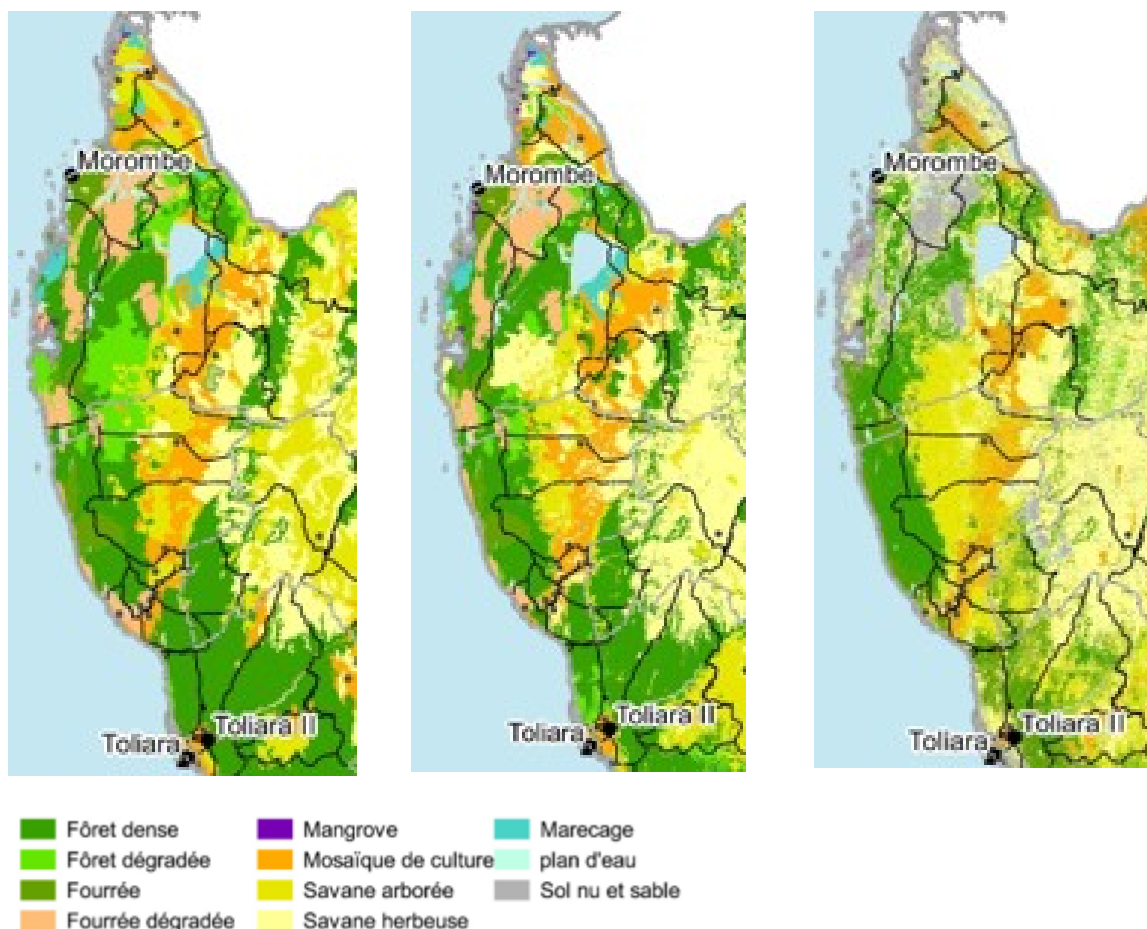 Morombe
Morombe
Morombe
Toliara II
Toliara
Toliara II
Toliara
Toliara II
Toliara
Fôret dense
Mangrove
Marecage
Fôret dégradée
Mosaïque de culture
plan d'eau
Fourrée
Savane arborée
Sol nu et sable
Fourrée dégradée
Savane herbeuse